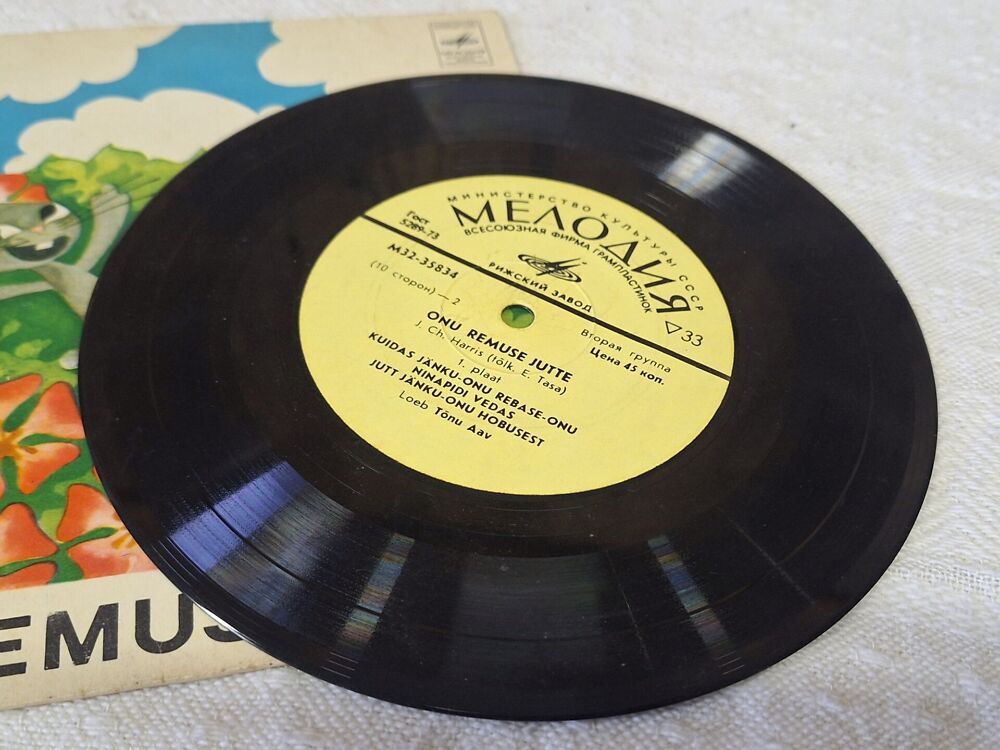 МИНИСТЕРСТВО КУЛЬТУРЫ СССР
МЕЛОДИЯ
ВСЕСОЮЗНАЯ ФИРМА ГРАМПЛАСТИНОК
РИЖСКИЙ ЗАВОД
Гост
5289-73
М32-35834
(10 сторон) — 2
33
Вторая группа
Цена 45 коп.
ONU REMUSE JUTTE
J. Ch. Harris (tõlk. E. Tasa)
1. plaat
KUIDAS JÄNKU-ONU REBASE-ONU
NINAPIDI VEDAS
JUTT JÄNKU-ONU HOBUSEST
Loeb Tõnu Aav
EMUS